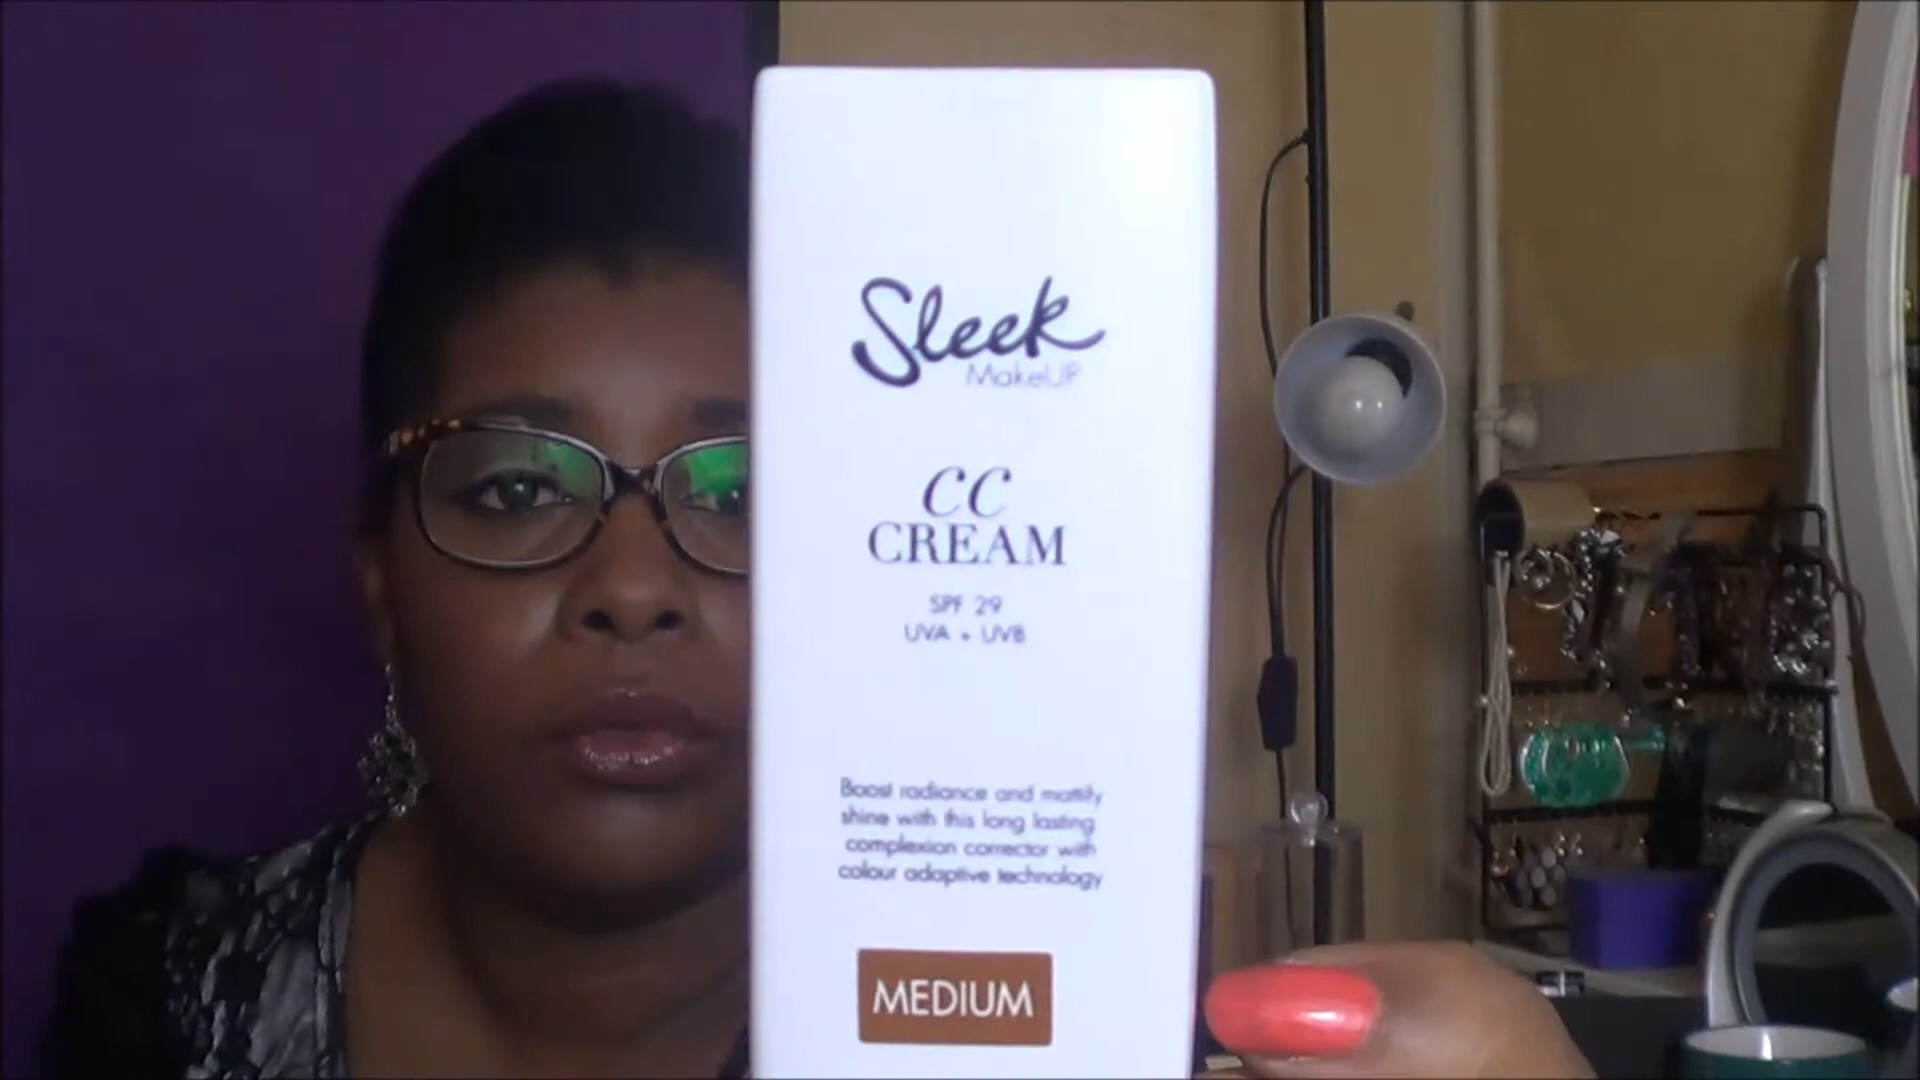 Sleek
MakeUP
CC
CREAM
SPF 29
UVA + UVB
Boost radiance and mattify
shine with this long lasting
complexion corrector with
colour adaptive technology
MEDIUM